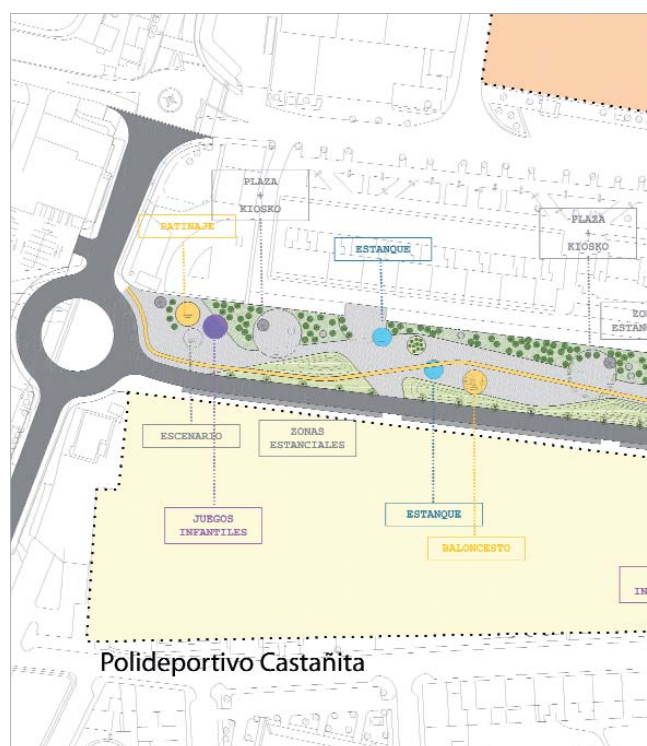 PLAZA
+
KIOSKO
PATINAJE
ESTANQUE
PLAZA
+
KIOSKO
ESCENARIO
ZONAS
ESTANCIALES
JUEGOS
INFANTILES
ESTANQUE
BALONCESTO
Polideportivo Castañita